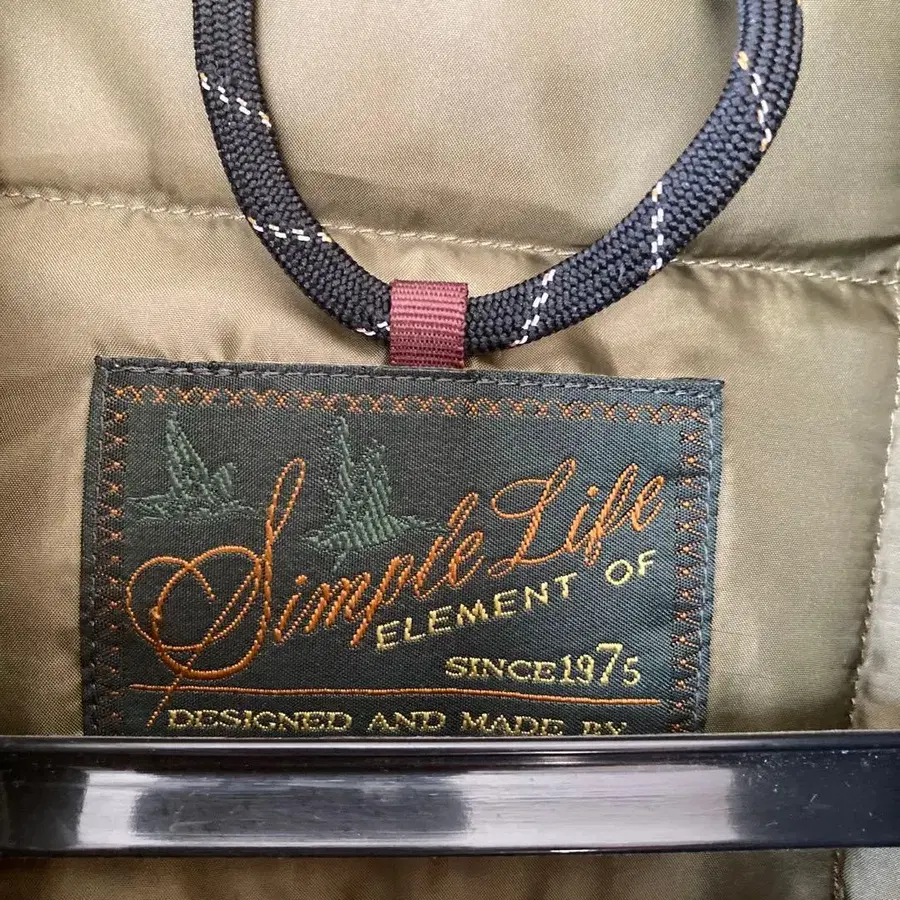 Simple Life
ELEMENT OF
SINCE 1975
DESIGNED AND MADE BY